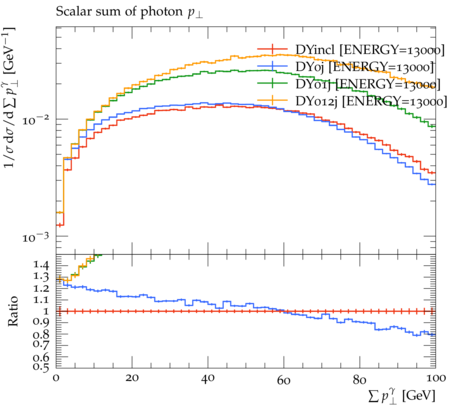 Scalar sum of photon p⊥
1/σ dσ/d∑p⊥^γ [GeV⁻¹]
DYincl [ENERGY=13000]
DY0j [ENERGY=13000]
DY01j [ENERGY=13000]
DY012j [ENERGY=13000]
10⁻²
10⁻³
Ratio
1.4
1.3
1.2
1.1
1
0.9
0.8
0.7
0.6
0.5
0 20 40 60 80 100
∑p⊥^γ [GeV]